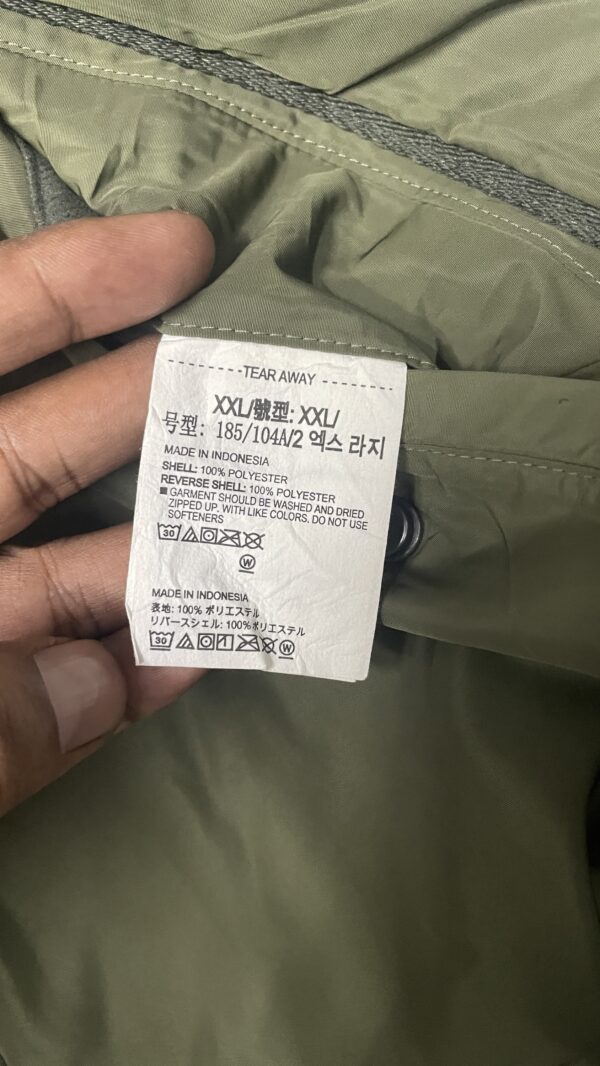 TEAR AWAY
XXL/號型: XXL/
号型: 185/104A/2 엑스 라지
MADE IN INDONESIA
SHELL: 100% POLYESTER
REVERSE SHELL: 100% POLYESTER
■ GARMENT SHOULD BE WASHED AND DRIED
ZIPPED UP. WITH LIKE COLORS. DO NOT USE
SOFTENERS
30
W
MADE IN INDONESIA
表地: 100% ポリエステル
リバースシェル: 100%ポリエステル
30
W